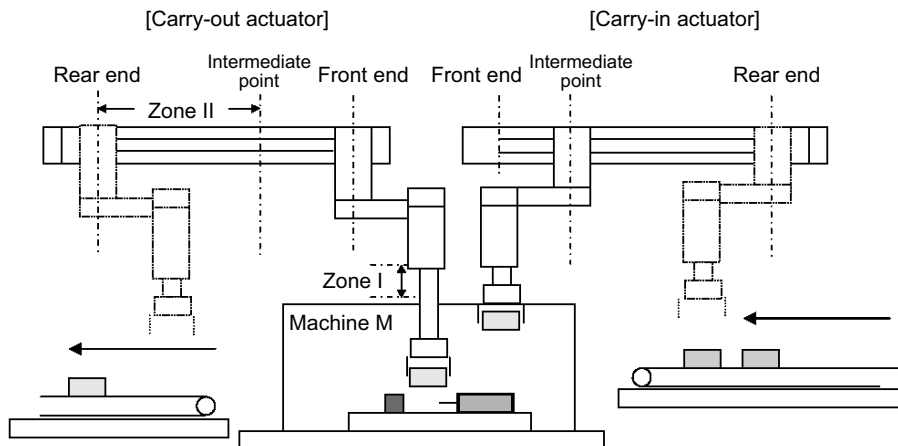 [Carry-out actuator]
[Carry-in actuator]
Rear end
Intermediate
point
Front end
Front end
Intermediate
point
Rear end
Zone II
Zone I
Machine M